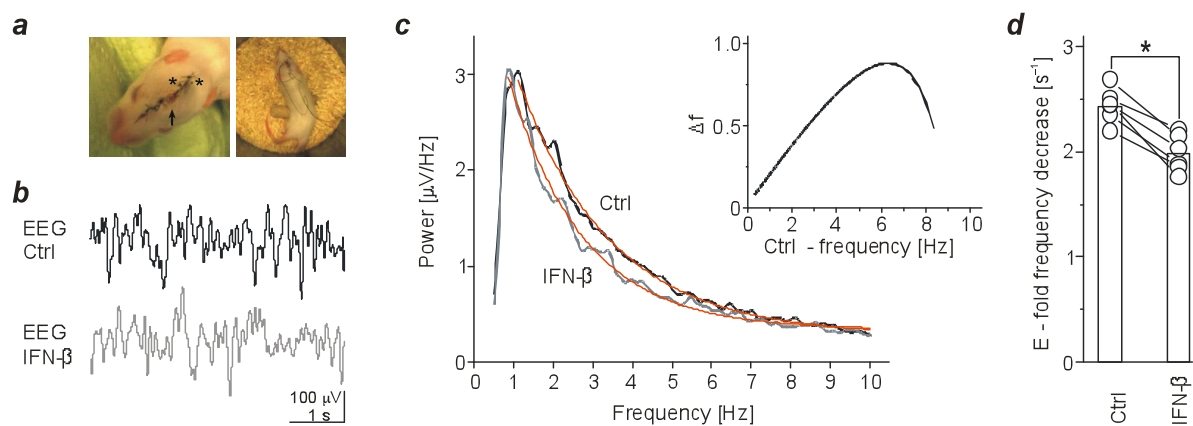 a
* *
b
EEG
Ctrl
EEG
IFN-β
100 µV
1 s
c
Power [µV/Hz]
3
2
1
0
0 1 2 3 4 5 6 7 8 9 10
Frequency [Hz]
Ctrl
IFN-β
Δf
1.0
0.5
0
0 2 4 6 8 10
Ctrl - frequency [Hz]
d
E - fold frequency decrease [s⁻¹]
3
2
1
0
*
Ctrl
IFN-β